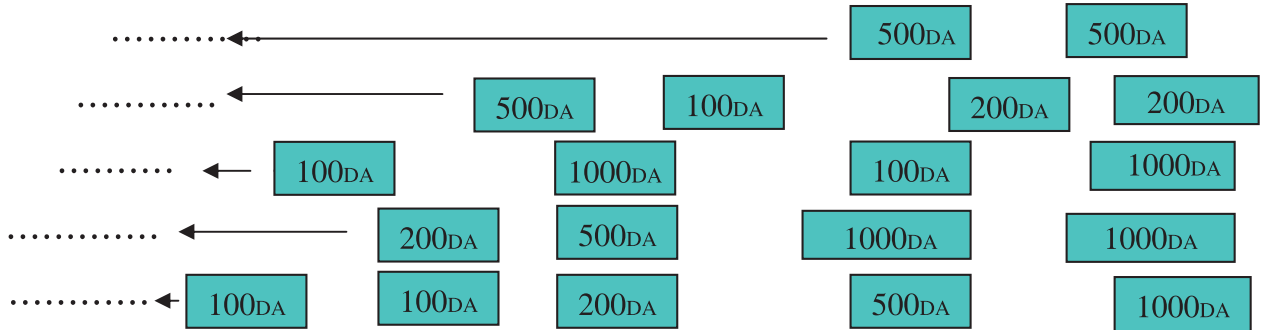 500DA 500DA
500DA 100DA 200DA 200DA
100DA 1000DA 100DA 1000DA
200DA 500DA 1000DA 1000DA
100DA 100DA 200DA 500DA 1000DA